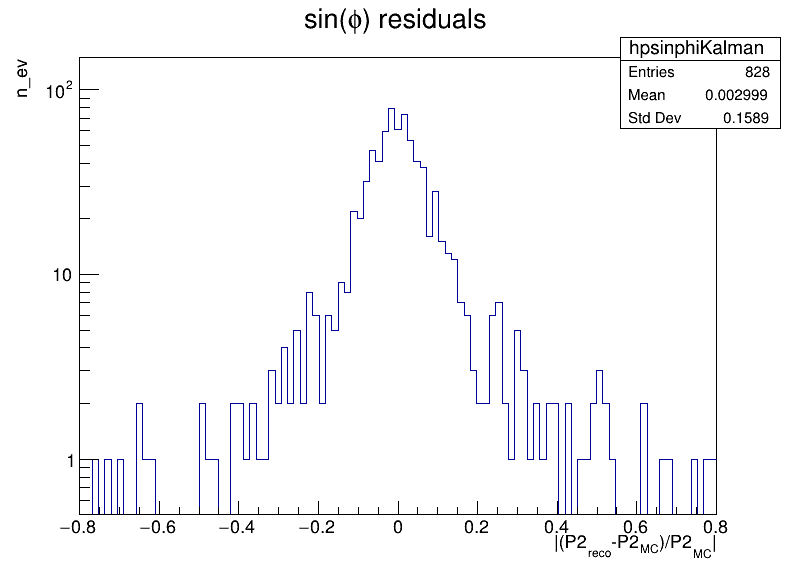 sin(ϕ) residuals
hpsinphiKalman
Entries 828
Mean 0.002999
Std Dev 0.1589
n_ev
10²
10
1
−0.8 −0.6 −0.4 −0.2 0 0.2 0.4 0.6 0.8
|(P2reco-P2MC)/P2MC|